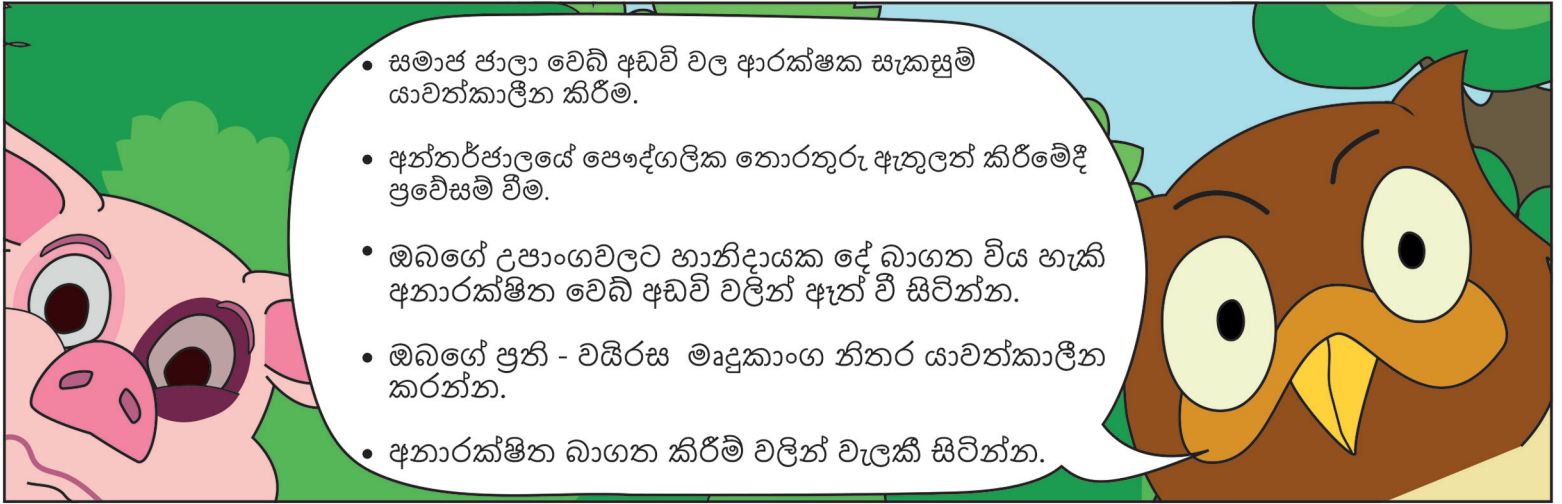 • සමාජ ජාලා වෙබ් අඩවි වල ආරක්ෂක සැකසුම්
යාවත්කාලීන කිරීම.
• අන්තර්ජාලයේ පෞද්ගලික තොරතුරු ඇතුලත් කිරීමේදී
ප්‍රවේසම් වීම.
• ඔබගේ උපාංගවලට හානිදායක දේ බාගත විය හැකි
අනාරක්ෂිත වෙබ් අඩවි වලින් ඈත් වී සිටින්න.
• ඔබගේ ප්‍රති - වයිරස මෘදුකාංග නිතර යාවත්කාලීන
කරන්න.
• අනාරක්ෂිත බාගත කිරීම් වලින් වැලකී සිටින්න.